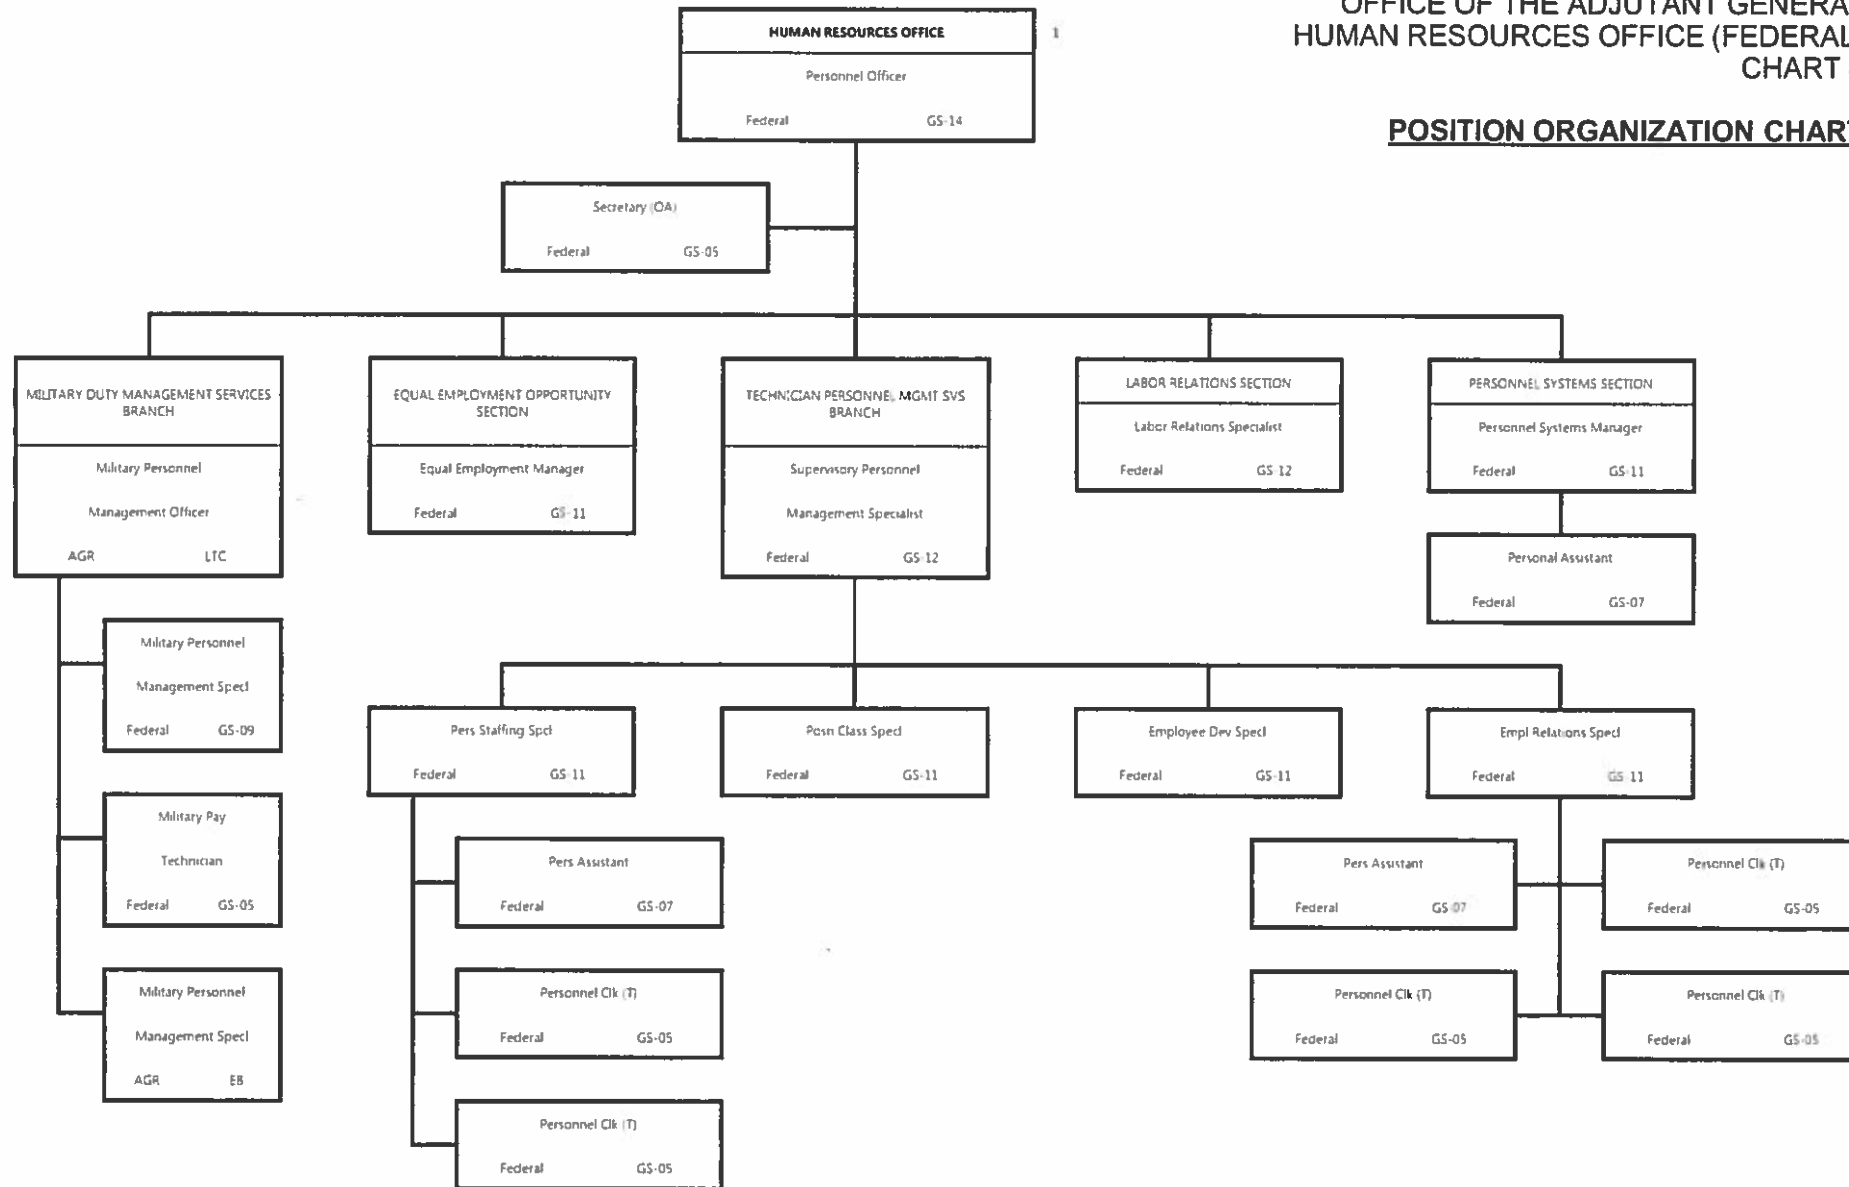 OFFICE OF THE ADJUTANT GENERA
HUMAN RESOURCES OFFICE (FEDERAL
CHART
POSITION ORGANIZATION CHART
HUMAN RESOURCES OFFICE
1
Personnel Officer
Federal GS-14
Secretary (OA)
Federal GS-05
MILITARY DUTY MANAGEMENT SERVICES
BRANCH
Military Personnel
Management Officer
AGR LTC
EQUAL EMPLOYMENT OPPORTUNITY
SECTION
Equal Employment Manager
Federal GS-11
TECHNICIAN PERSONNEL MGMT SVS
BRANCH
Supervisory Personnel
Management Specialist
Federal GS-12
LABOR RELATIONS SECTION
Labor Relations Specialist
Federal GS-12
PERSONNEL SYSTEMS SECTION
Personnel Systems Manager
Federal GS-11
Personal Assistant
Federal GS-07
Military Personnel
Management Specl
Federal GS-09
Military Pay
Technician
Federal GS-05
Military Personnel
Management Specl
AGR E8
Pers Staffing Spcl
Federal GS-11
Posn Class Specl
Federal GS-11
Employee Dev Specl
Federal GS-11
Empl Relations Specl
Federal GS-11
Pers Assistant
Federal GS-07
Personnel Clk (T)
Federal GS-05
Personnel Clk (T)
Federal GS-05
Pers Assistant
Federal GS-07
Personnel Clk (T)
Federal GS-05
Personnel Clk (T)
Federal GS-05
Personnel Clk (T)
Federal GS-05